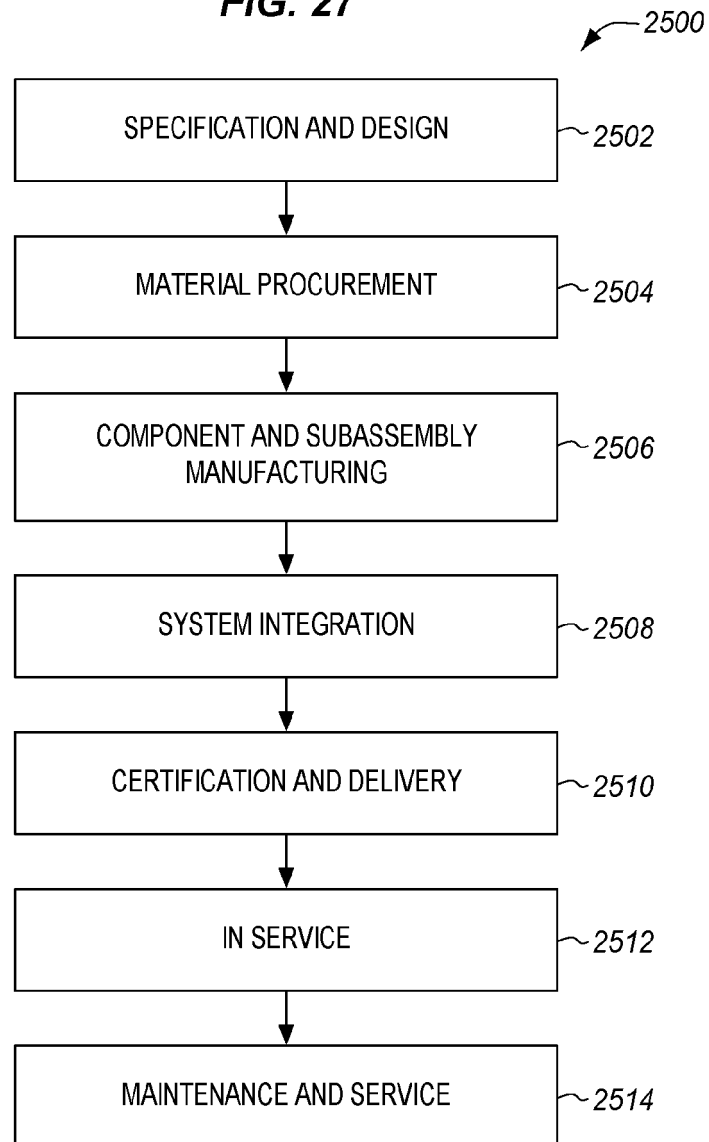 FIG. 27
2500
SPECIFICATION AND DESIGN
2502
MATERIAL PROCUREMENT
2504
COMPONENT AND SUBASSEMBLY
MANUFACTURING
2506
SYSTEM INTEGRATION
2508
CERTIFICATION AND DELIVERY
2510
IN SERVICE
2512
MAINTENANCE AND SERVICE
2514